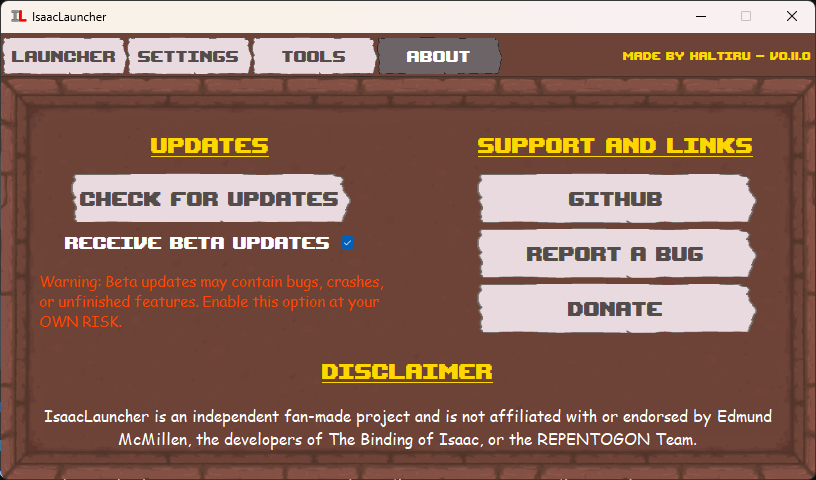 IsaacLauncher
LAUNCHER SETTINGS TOOLS ABOUT MADE BY HALTIRU - V0.11.0
UPDATES
CHECK FOR UPDATES
RECEIVE BETA UPDATES
Warning: Beta updates may contain bugs, crashes,
or unfinished features. Enable this option at your
OWN RISK.
SUPPORT AND LINKS
GITHUB
REPORT A BUG
DONATE
DISCLAIMER
IsaacLauncher is an independent fan-made project and is not affiliated with or endorsed by Edmund
McMillen, the developers of The Binding of Isaac, or the REPENTOGON Team.